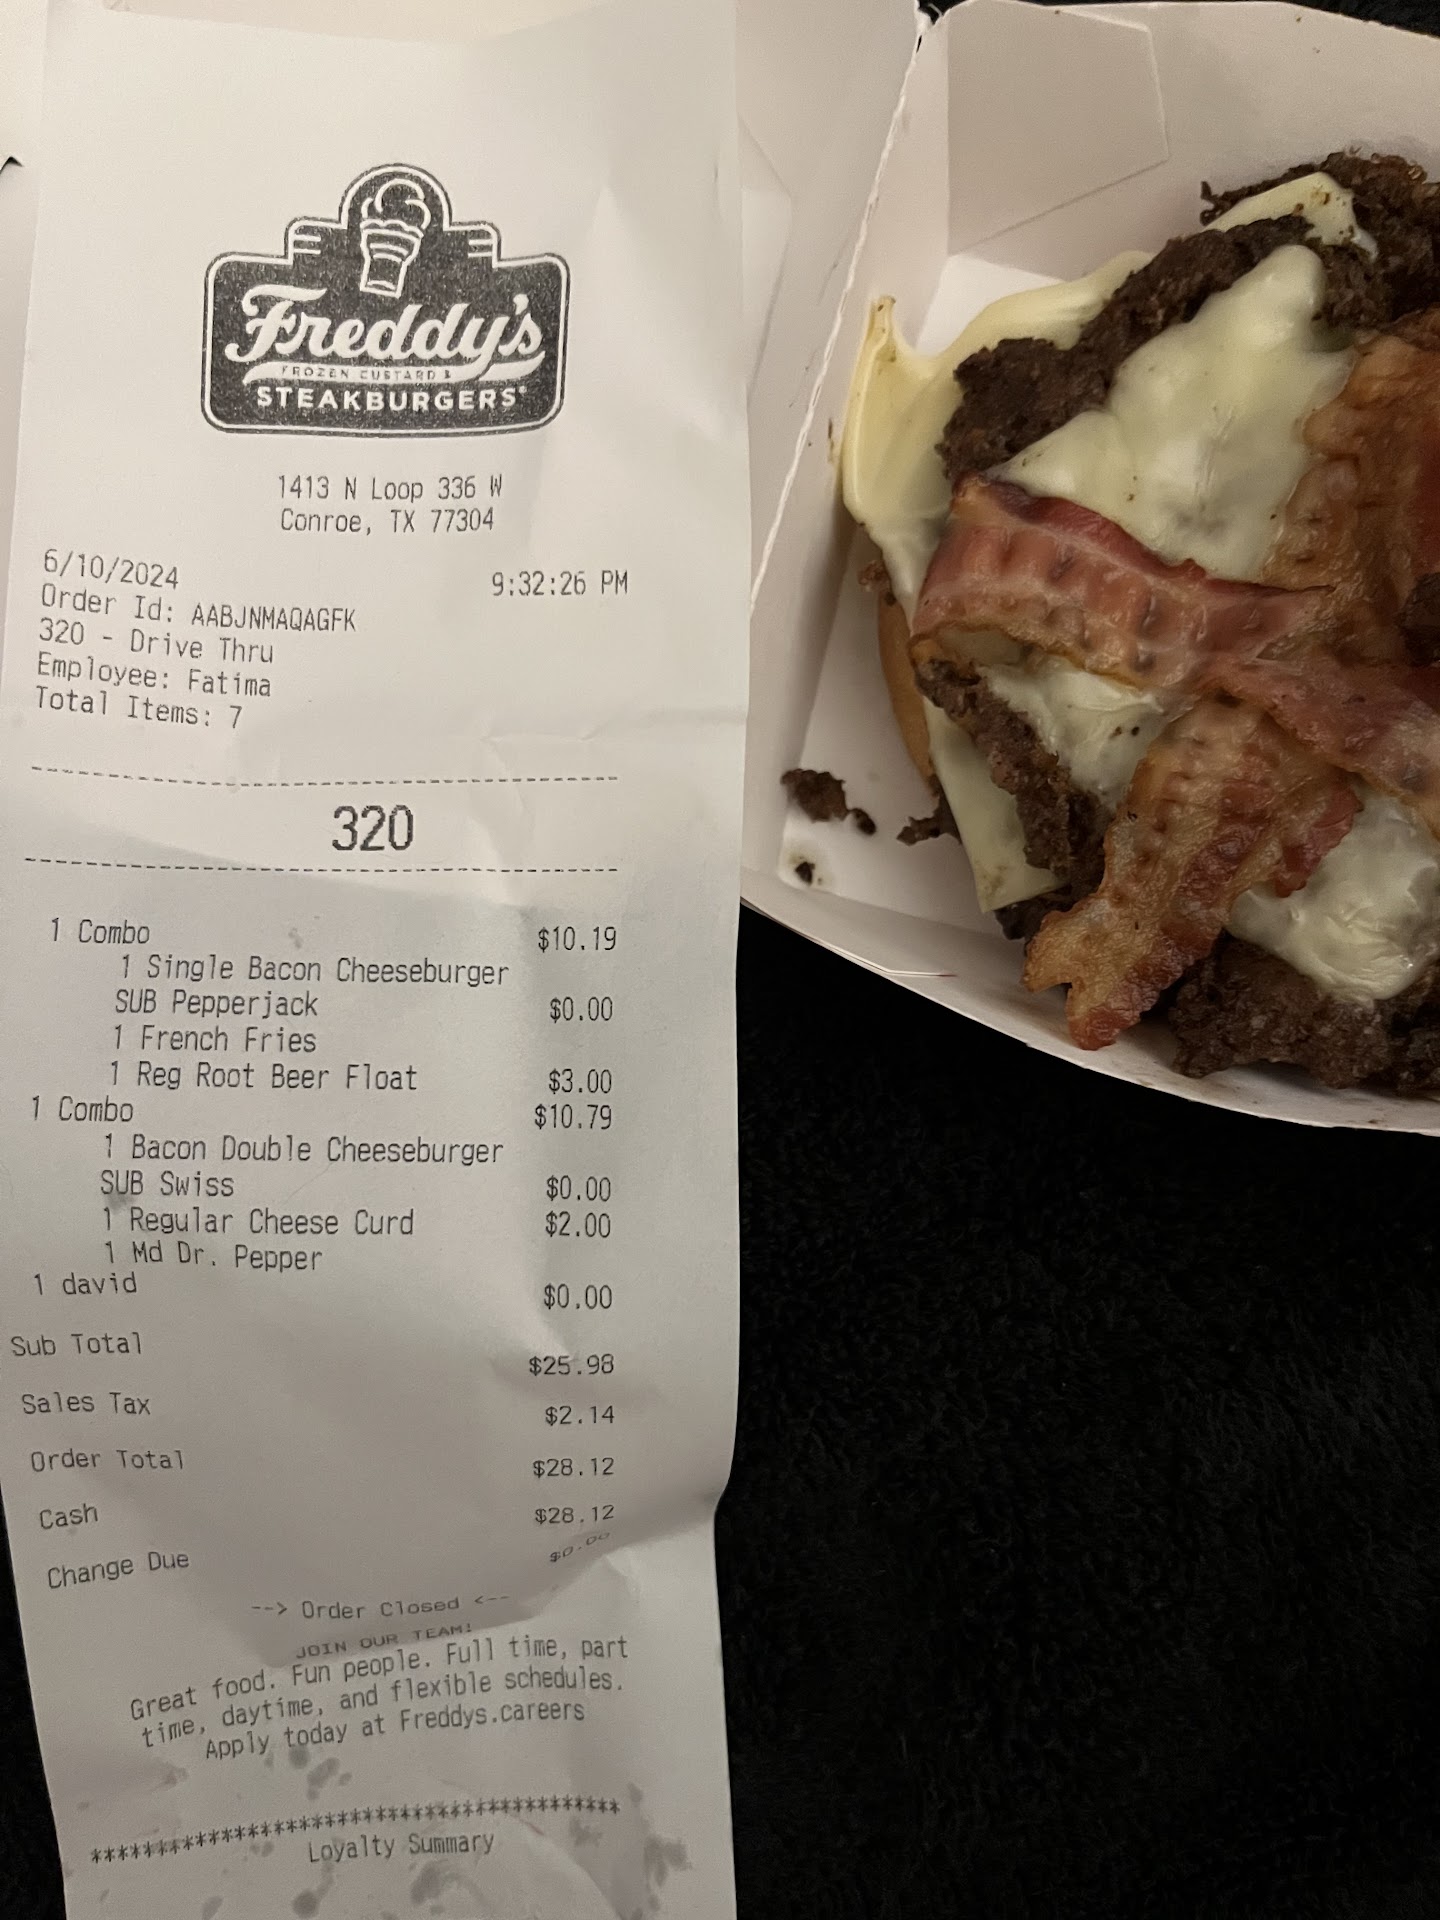 Freddy's
FROZEN CUSTARD &
STEAKBURGERS®
1413 N Loop 336 W
Conroe, TX 77304
6/10/2024 9:32:26 PM
Order Id: AABJNMAQAGFK
320 - Drive Thru
Employee: Fatima
Total Items: 7
320
1 Combo $10.19
1 Single Bacon Cheeseburger
SUB Pepperjack $0.00
1 French Fries
1 Reg Root Beer Float $3.00
1 Combo $10.79
1 Bacon Double Cheeseburger
SUB Swiss $0.00
1 Regular Cheese Curd $2.00
1 Md Dr. Pepper
1 david $0.00
Sub Total $25.98
Sales Tax $2.14
Order Total $28.12
Cash $28.12
Change Due $0.00
--> Order Closed <--
JOIN OUR TEAM!
Great food. Fun people. Full time, part
time, daytime, and flexible schedules.
Apply today at Freddys.careers
*****************************************
Loyalty Summary